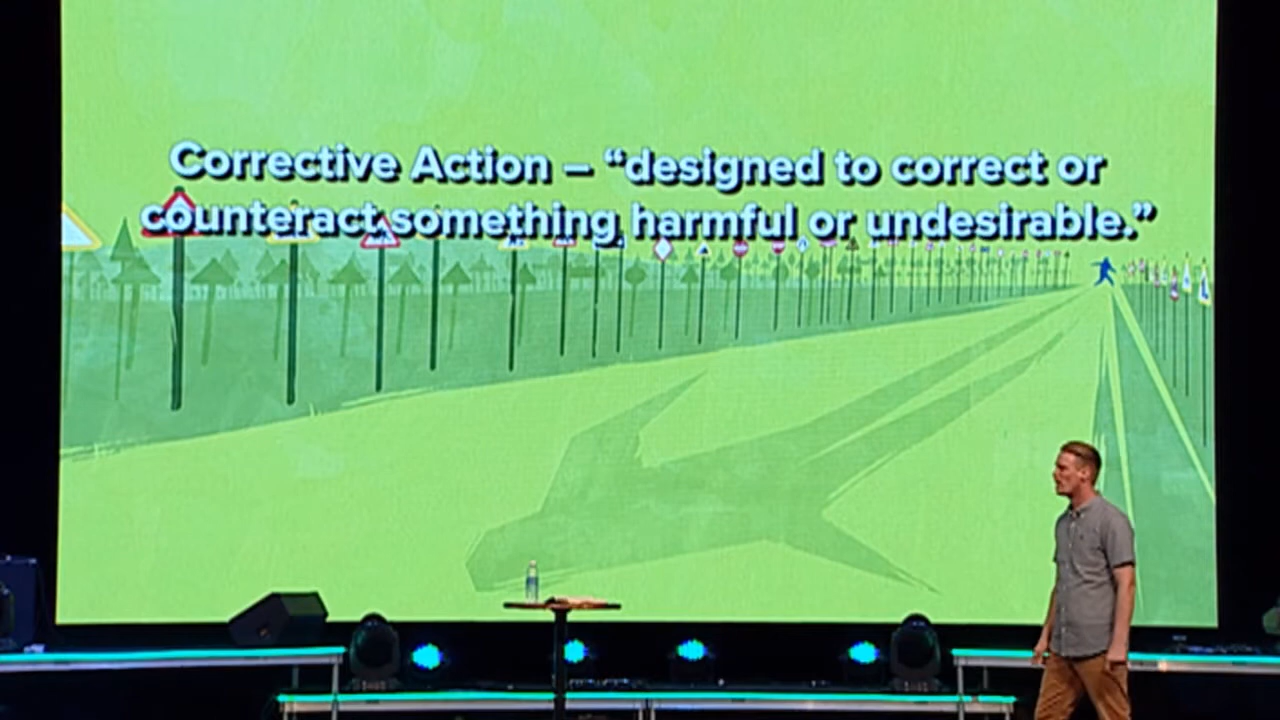 Corrective Action – “designed to correct or
counteract something harmful or undesirable.”